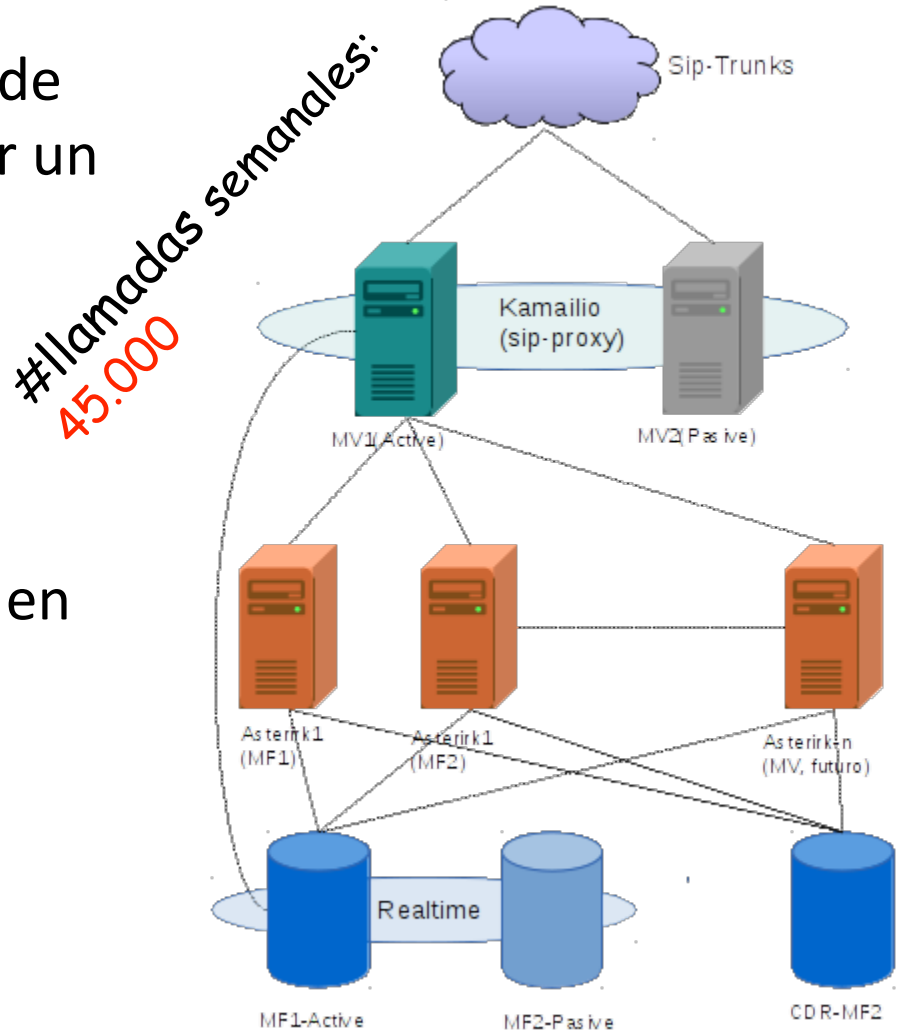 de
r un
#llamadas semanales:
45.000
en
Sip-Trunks
Kamailio
(sip-proxy)
MV1(Active)
MV2(Pasive)
Asterirk1
(MF1)
Asterirk1
(MF2)
Asterirk-n
(MV, futuro)
Realtime
MF1-Active
MF2-Pasive
CDR-MF2